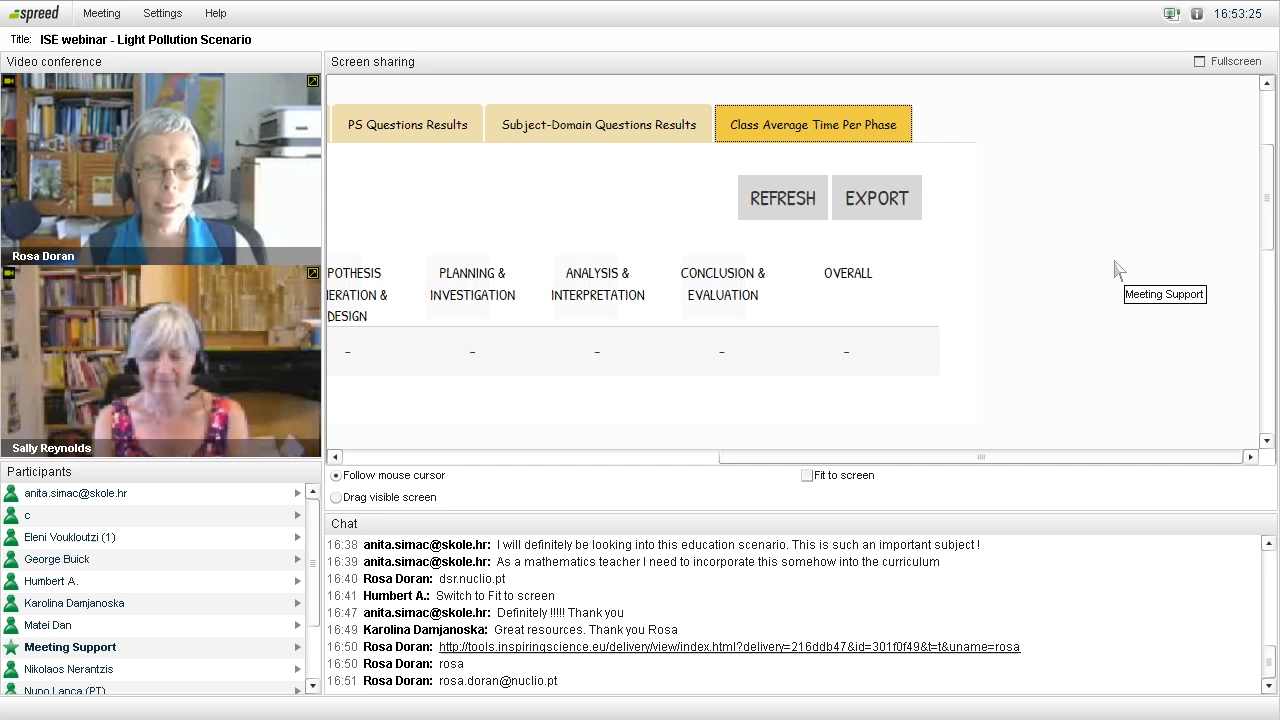 spreed Meeting Settings Help 16:53:25
Title: ISE webinar - Light Pollution Scenario
Video conference
Rosa Doran
Sally Reynolds
Participants
anita.simac@skole.hr
c
Eleni Voukloutzi (1)
George Buick
Humbert A.
Karolina Damjanoska
Matei Dan
Meeting Support
Nikolaos Nerantzis
Nuno Lança (PT)
Screen sharing Fullscreen
PS Questions Results Subject-Domain Questions Results Class Average Time Per Phase
REFRESH EXPORT
POTHESIS PLANNING & ANALYSIS & CONCLUSION & OVERALL
IERATION & INVESTIGATION INTERPRETATION EVALUATION
DESIGN
- - - - -
Meeting Support
Follow mouse cursor Fit to screen
Drag visible screen
Chat
16:38 anita.simac@skole.hr: I will definitely be looking into this education scenario. This is such an important subject !
16:39 anita.simac@skole.hr: As a mathematics teacher I need to incorporate this somehow into the curriculum
16:40 Rosa Doran: dsr.nuclio.pt
16:41 Humbert A.: Switch to Fit to screen
16:47 anita.simac@skole.hr: Definitely !!!!! Thank you
16:49 Karolina Damjanoska: Great resources. Thank you Rosa
16:50 Rosa Doran: http://tools.inspiringscience.eu/delivery/view/index.html?delivery=216ddb47&id=301f0f49&t=t&uname=rosa
16:50 Rosa Doran: rosa
16:51 Rosa Doran: rosa.doran@nuclio.pt